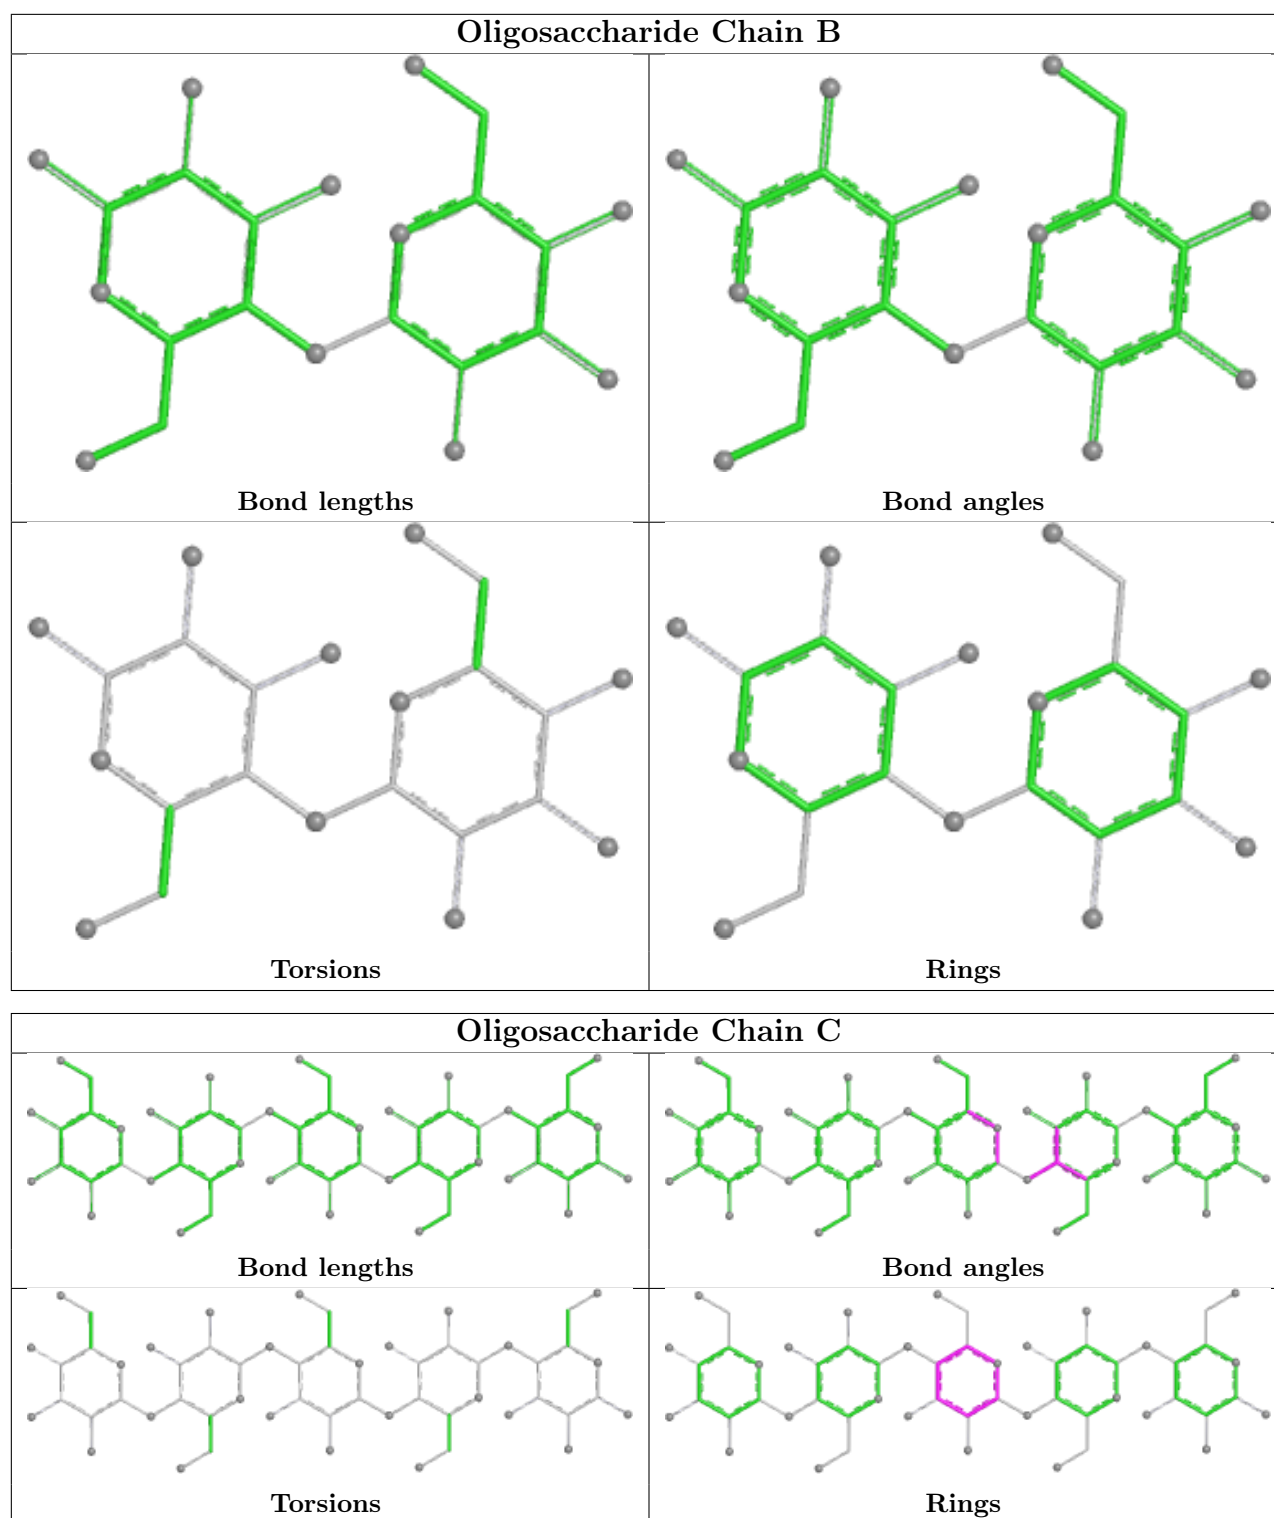 Oligosaccharide Chain B
Bond lengths
Bond angles
Torsions
Rings
Oligosaccharide Chain C
Bond lengths
Bond angles
Torsions
Rings